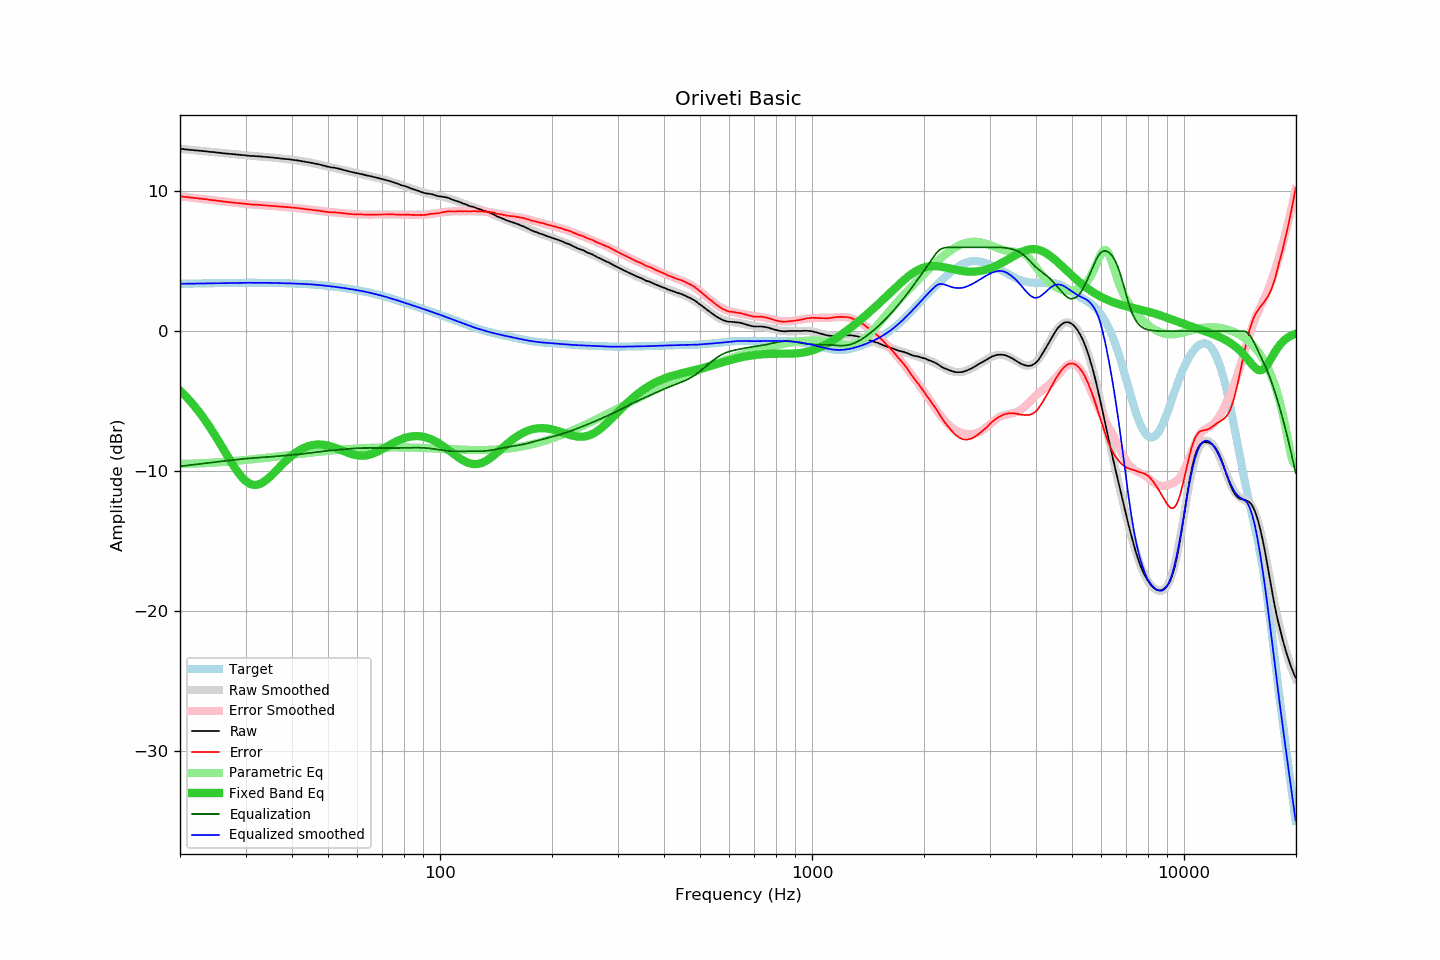 Oriveti Basic
10
0
−10
−20
−30
Amplitude (dBr)
Target
Raw Smoothed
Error Smoothed
Raw
Error
Parametric Eq
Fixed Band Eq
Equalization
Equalized smoothed
100
1000
10000
Frequency (Hz)